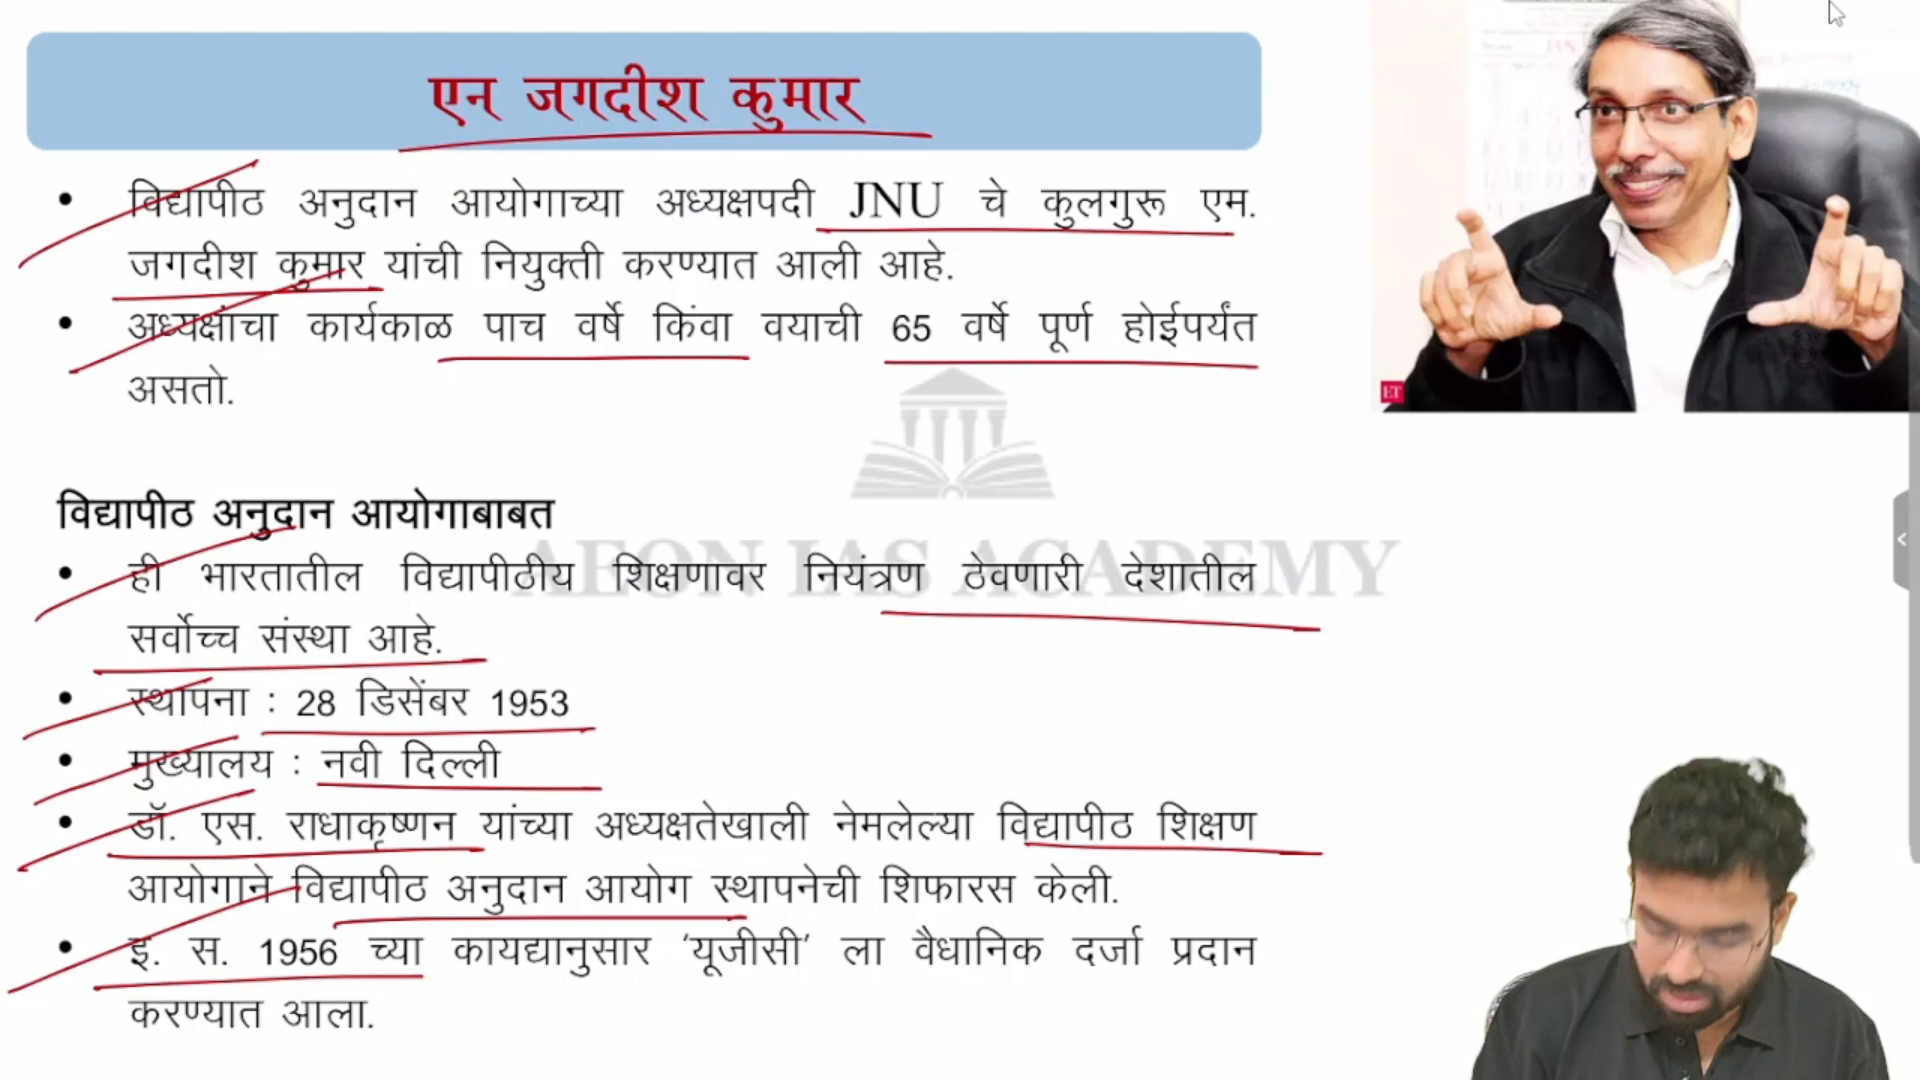 एन जगदीश कुमार
• विद्यापीठ अनुदान आयोगाच्या अध्यक्षपदी JNU चे कुलगुरू एम.
जगदीश कुमार यांची नियुक्ती करण्यात आली आहे.
• अध्यक्षांचा कार्यकाळ पाच वर्षे किंवा वयाची 65 वर्षे पूर्ण होईपर्यंत
असतो.
ET
विद्यापीठ अनुदान आयोगाबाबत
AEON IAS ACADEMY
• ही भारतातील विद्यापीठीय शिक्षणावर नियंत्रण ठेवणारी देशातील
सर्वोच्च संस्था आहे.
• स्थापना : 28 डिसेंबर 1953
• मुख्यालय : नवी दिल्ली
• डॉ. एस. राधाकृष्णन यांच्या अध्यक्षतेखाली नेमलेल्या विद्यापीठ शिक्षण
आयोगाने विद्यापीठ अनुदान आयोग स्थापनेची शिफारस केली.
• इ. स. 1956 च्या कायद्यानुसार 'यूजीसी' ला वैधानिक दर्जा प्रदान
करण्यात आला.